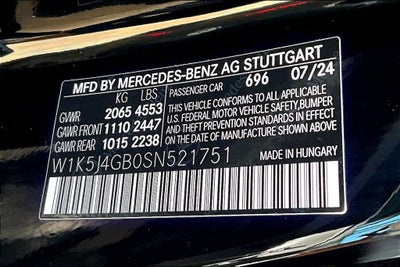 MFD BY MERCEDES-BENZ AG STUTTGART
KG LBS PASSENGER CAR 696 07/24
GVWR 2065 4553
GAWR FRONT 1110 2447
GAWR REAR 1015 2238
THIS VEHICLE CONFORMS TO ALL APPLICABLE
U.S. FEDERAL MOTOR VEHICLE SAFETY,BUMPER
AND THEFT PREVENTION STANDARDS IN
EFFECT ON THE DATE OF MANUFACTURE
SHOWN ABOVE.
W1K5J4GB0SN521751 MADE IN HUNGARY